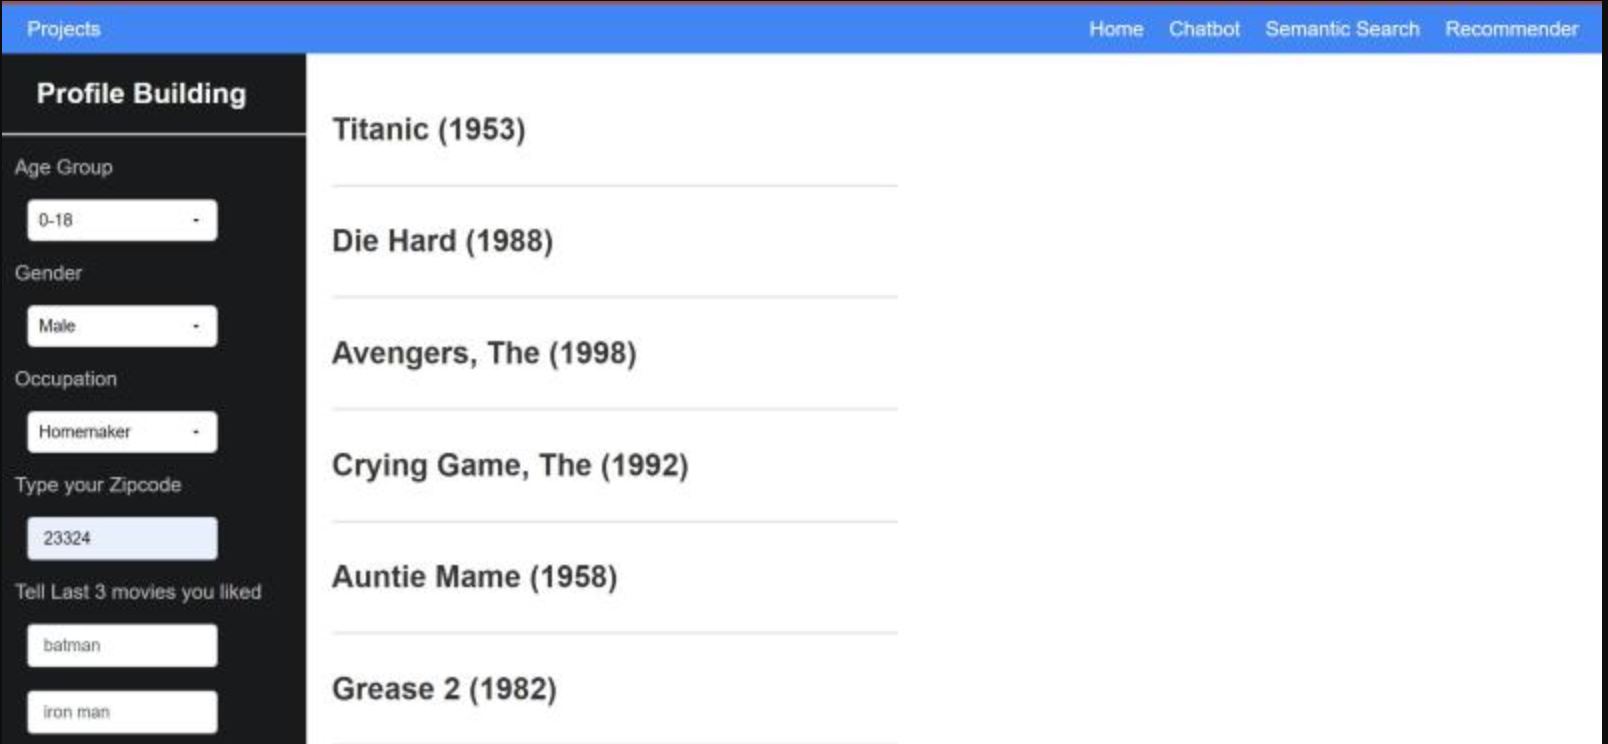 Projects Home Chatbot Semantic Search Recommender
Profile Building
Age Group
0-18
Gender
Male
Occupation
Homemaker
Type your Zipcode
23324
Tell Last 3 movies you liked
batman
iron man
Titanic (1953)
Die Hard (1988)
Avengers, The (1998)
Crying Game, The (1992)
Auntie Mame (1958)
Grease 2 (1982)